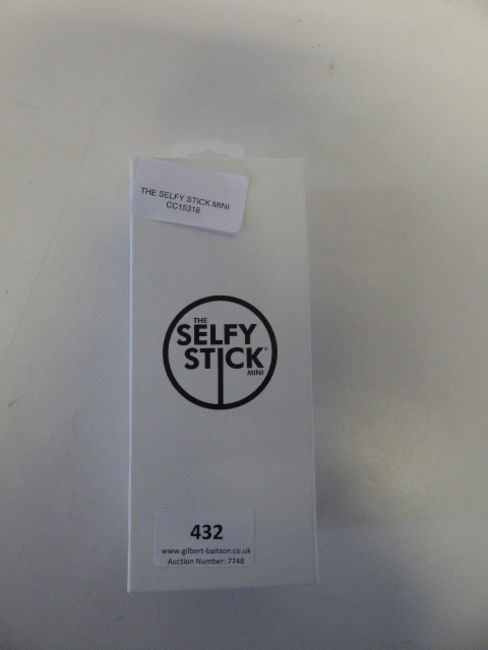 THE SELFY STICK MINI
CC15318
THE
SELFY
STICK®
MINI
432
www.gilbert-baitson.co.uk
Auction Number: 7748